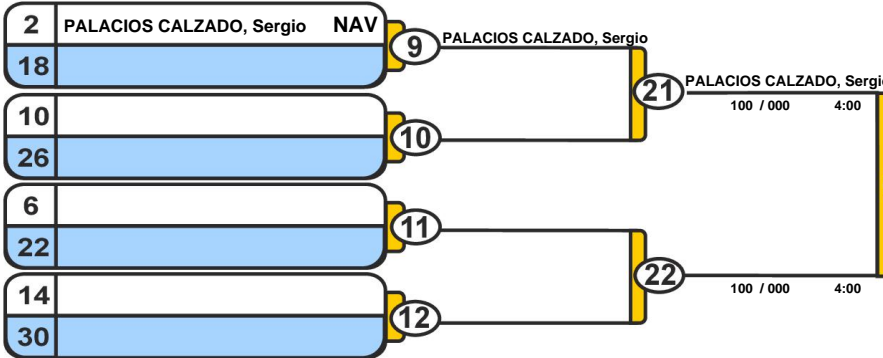 2 PALACIOS CALZADO, Sergio NAV
18
9
PALACIOS CALZADO, Sergio
10
26
10
21
PALACIOS CALZADO, Sergio
100 / 000 4:00
6
22
11
14
30
12
22
100 / 000 4:00